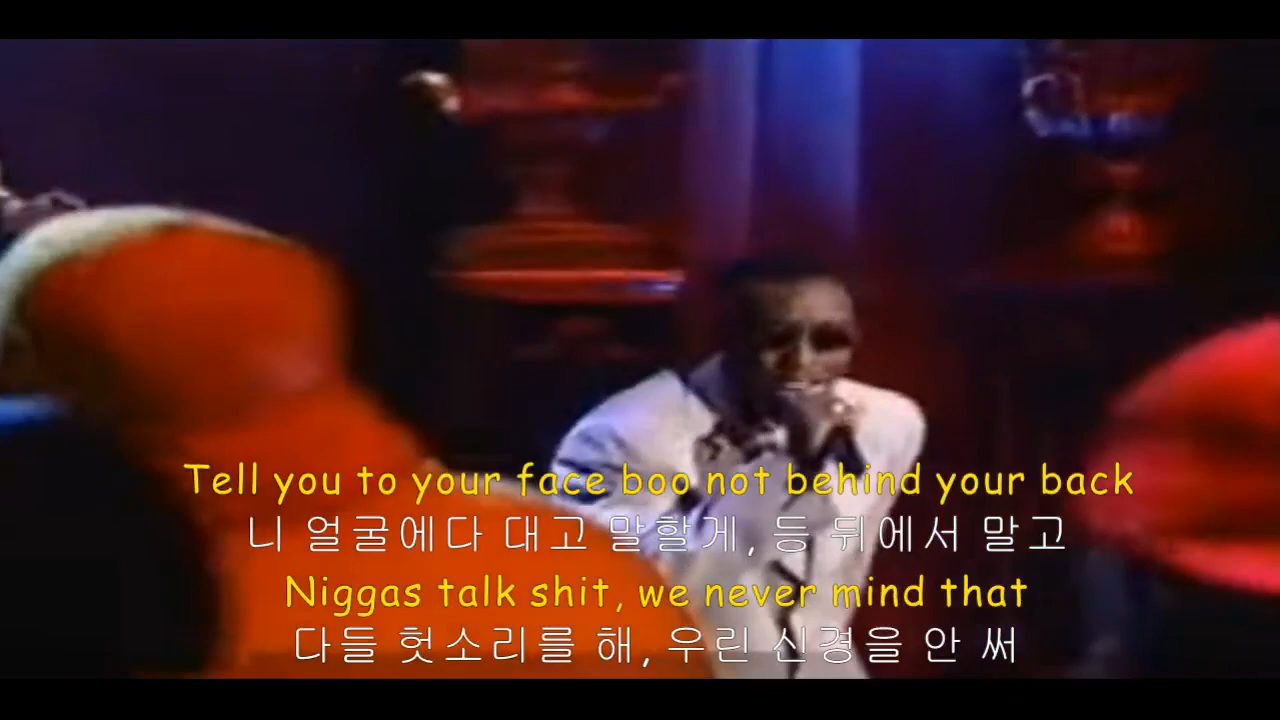 Tell you to your face boo not behind your back
니 얼굴에다 대고 말할게, 등 뒤에서 말고
Niggas talk shit, we never mind that
다들 헛소리를 해, 우린 신경을 안 써